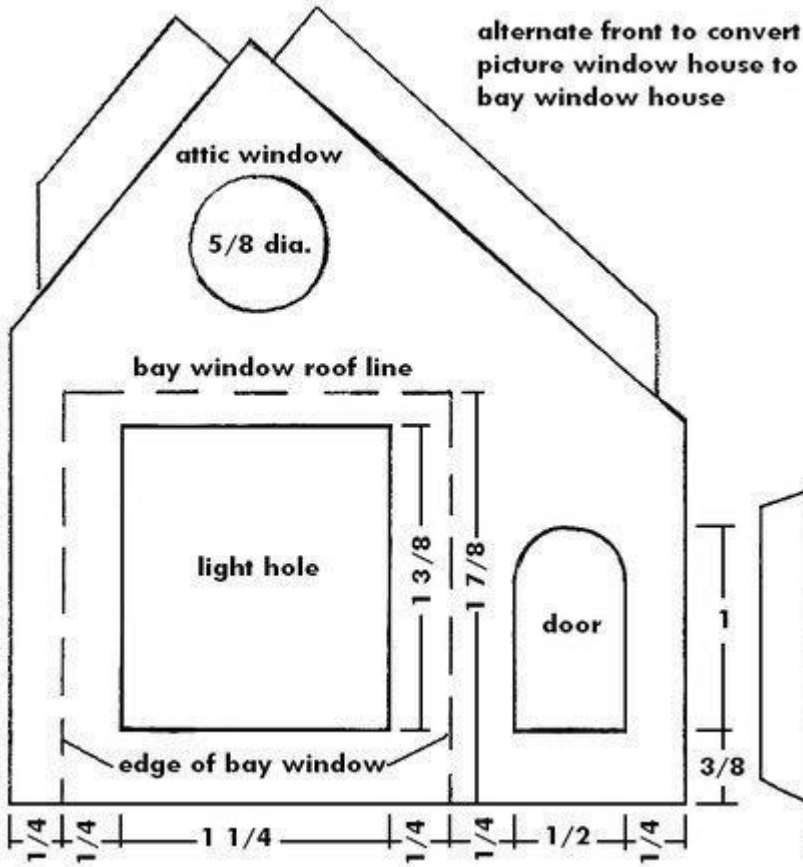 alternate front to convert
picture window house to
bay window house
attic window
5/8 dia.
bay window roof line
light hole
1 3/8
1 7/8
door
1
edge of bay window
3/8
1/4
1/4
1 1/4
1/4
1/4
1/2
1/4